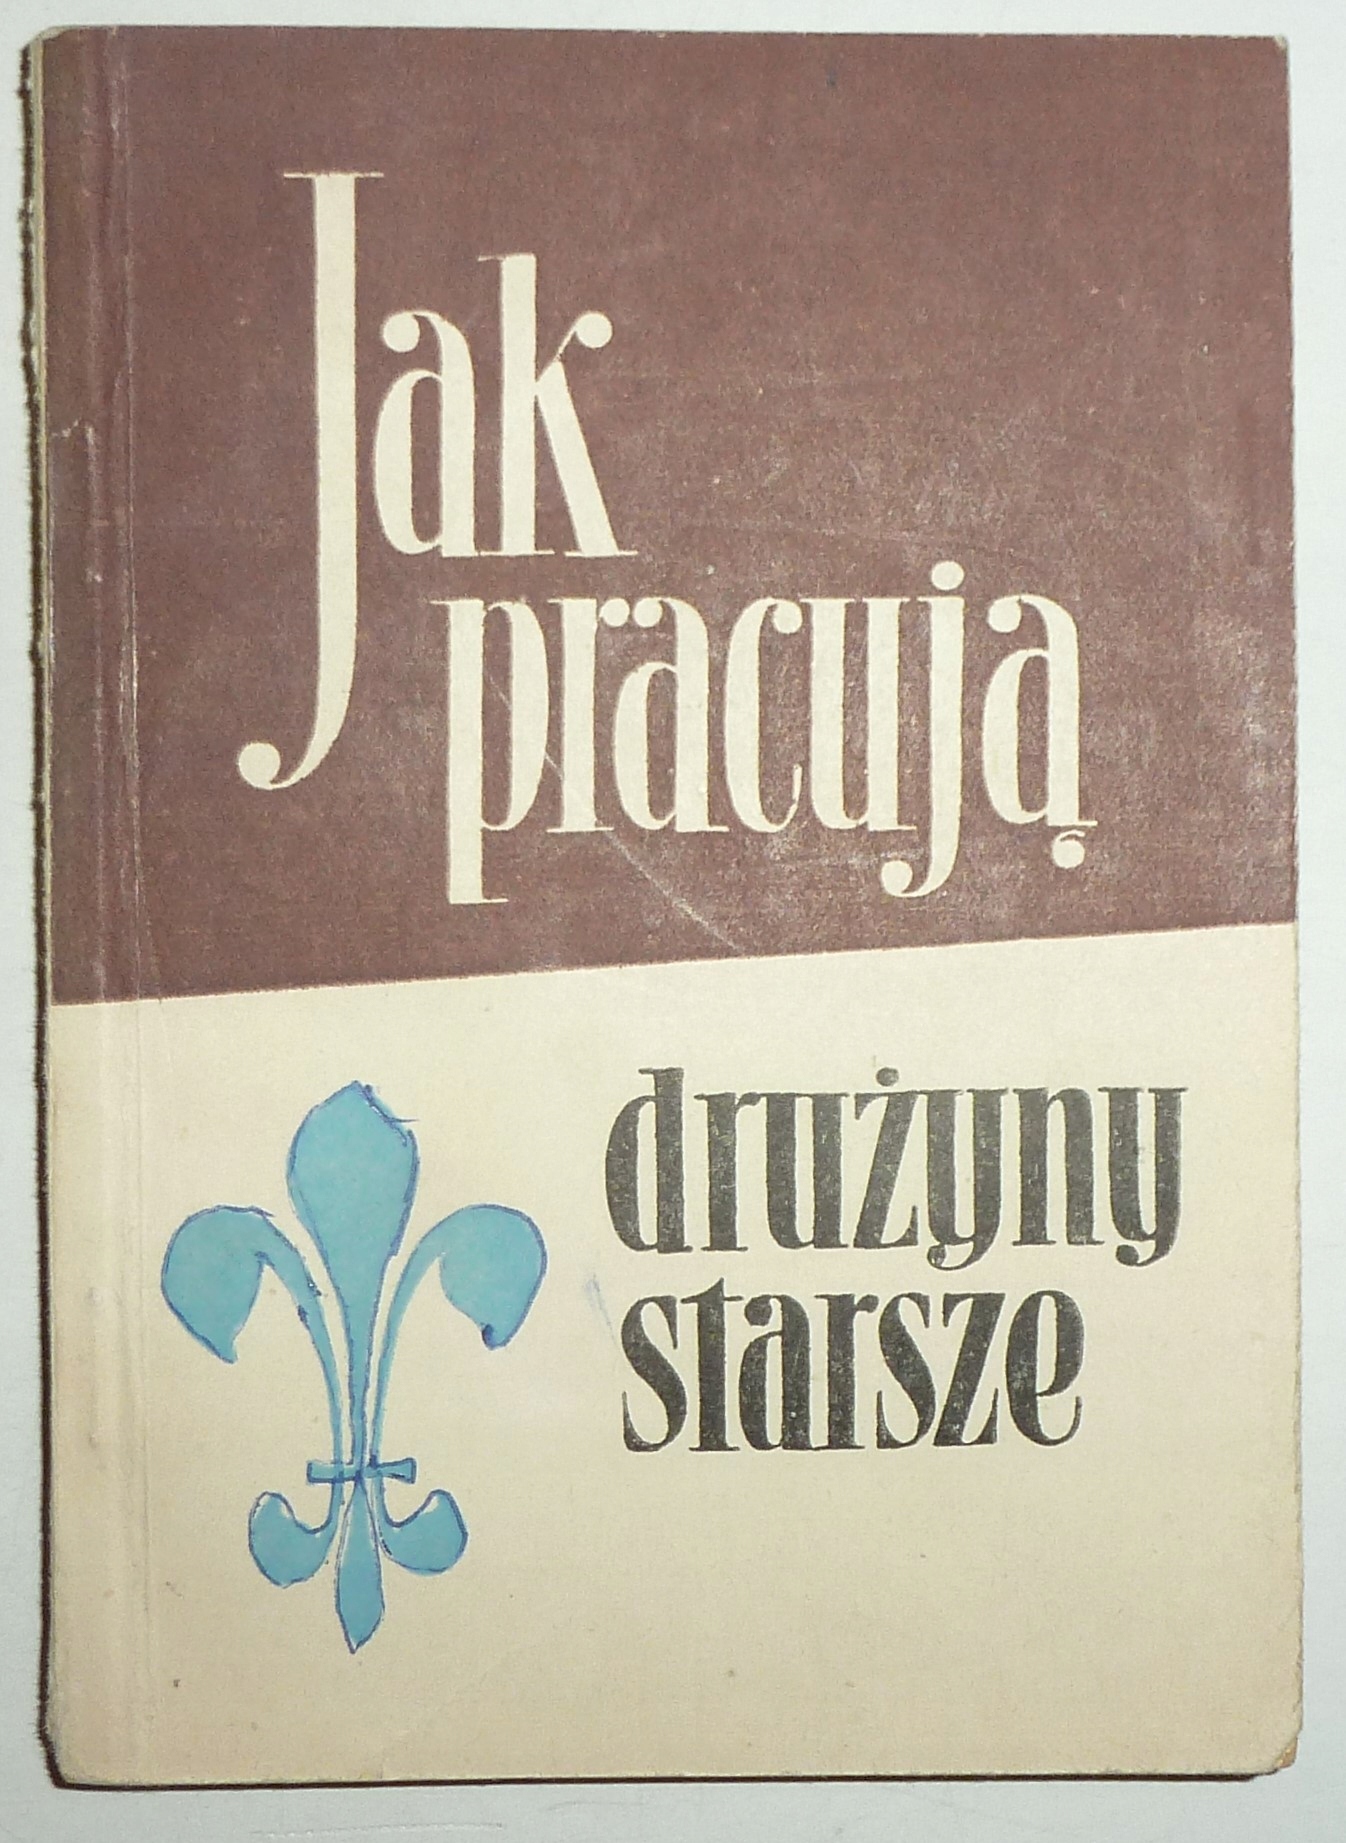 Jak
pracują
drużyny
starsze